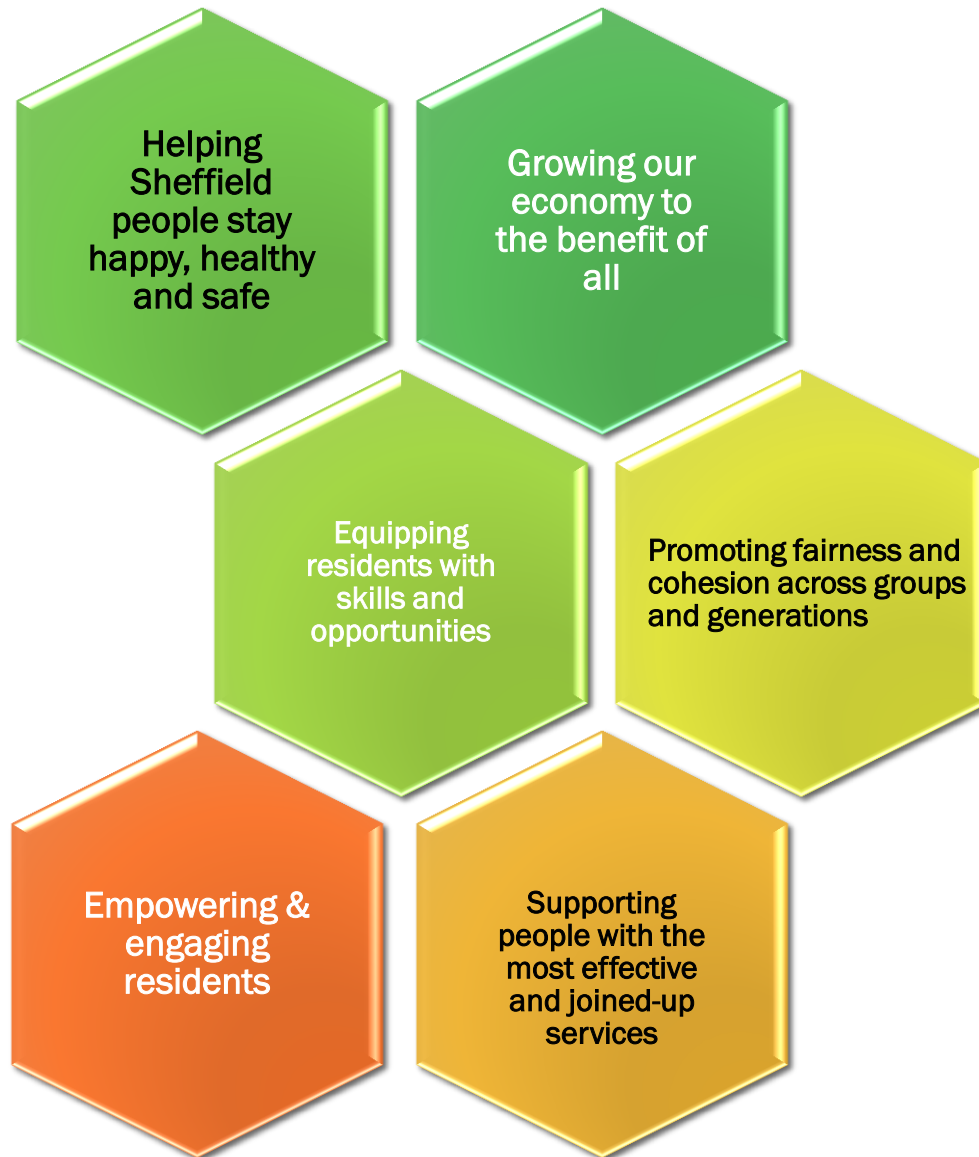 Helping
Sheffield
people stay
happy, healthy
and safe
Growing our
economy to
the benefit of
all
Equipping
residents with
skills and
opportunities
Promoting fairness and
cohesion across groups
and generations
Empowering &
engaging
residents
Supporting
people with the
most effective
and joined-up
services